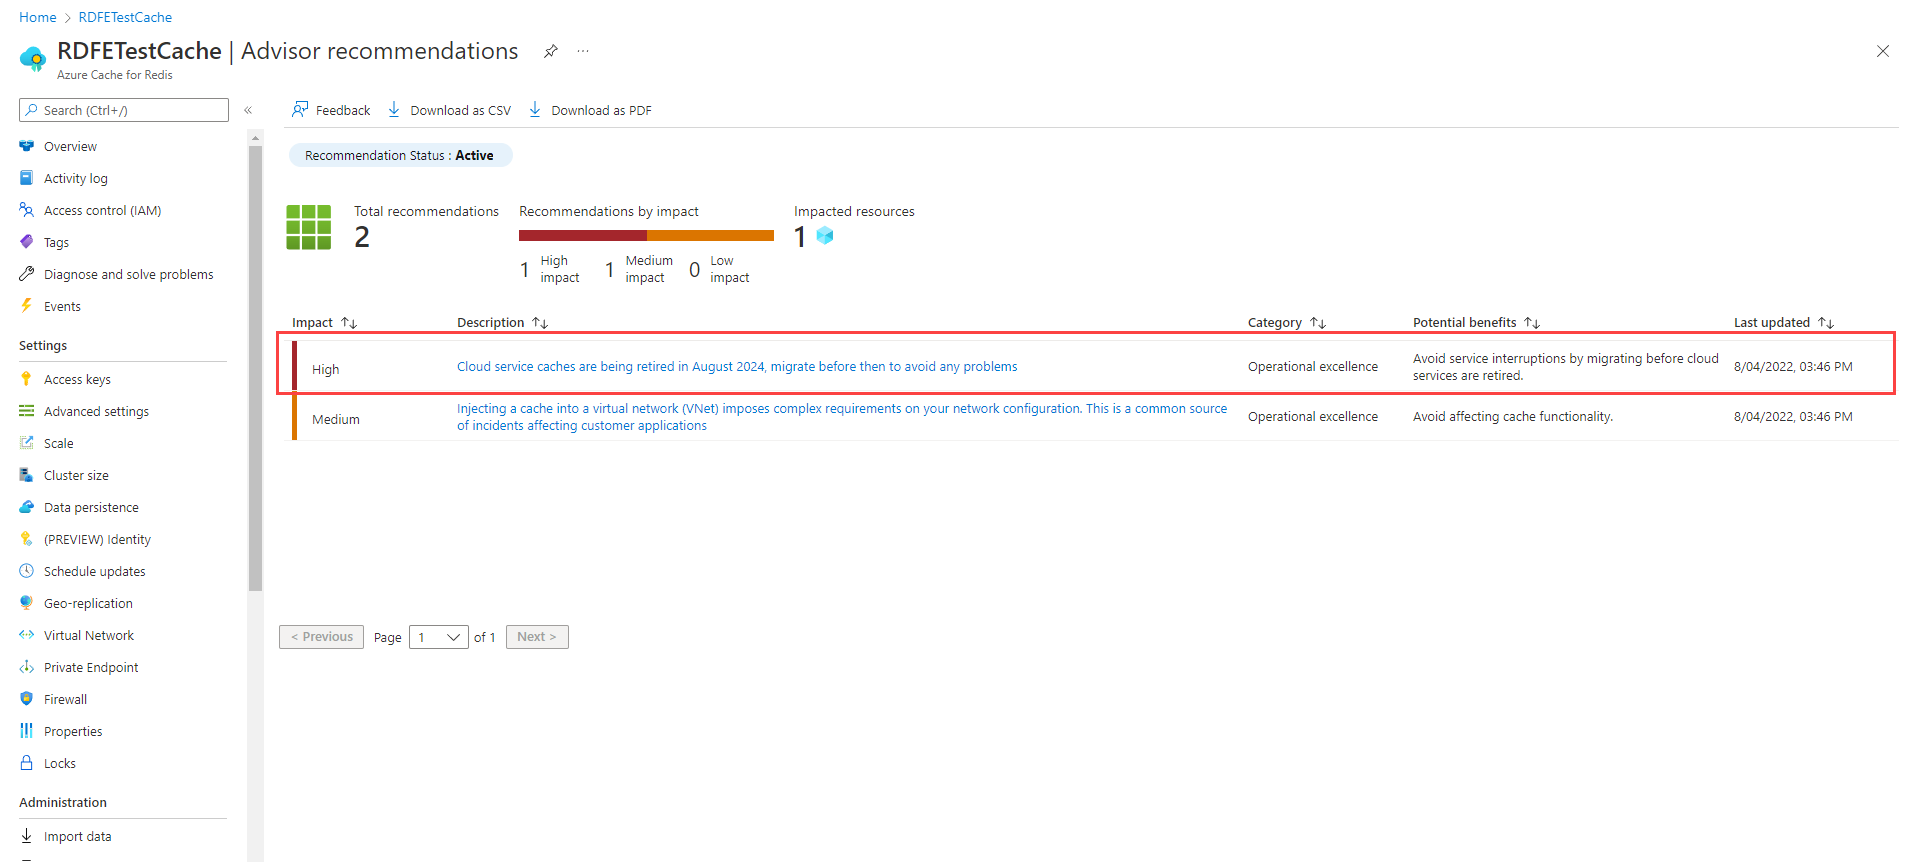 Home > RDFETestCache
RDFETestCache | Advisor recommendations
Azure Cache for Redis
Search (Ctrl+/)
Overview
Activity log
Access control (IAM)
Tags
Diagnose and solve problems
Events
Settings
Access keys
Advanced settings
Scale
Cluster size
Data persistence
(PREVIEW) Identity
Schedule updates
Geo-replication
Virtual Network
Private Endpoint
Firewall
Properties
Locks
Administration
Import data
Feedback Download as CSV Download as PDF
Recommendation Status : Active
Total recommendations
2
Recommendations by impact
1 High
impact
1 Medium
impact
0 Low
impact
Impacted resources
1
Impact Description Category Potential benefits Last updated
High
Cloud service caches are being retired in August 2024, migrate before then to avoid any problems
Operational excellence
Avoid service interruptions by migrating before cloud
services are retired.
8/04/2022, 03:46 PM
Medium
Injecting a cache into a virtual network (VNet) imposes complex requirements on your network configuration. This is a common source
of incidents affecting customer applications
Operational excellence
Avoid affecting cache functionality.
8/04/2022, 03:46 PM
< Previous Page 1 of 1 Next >